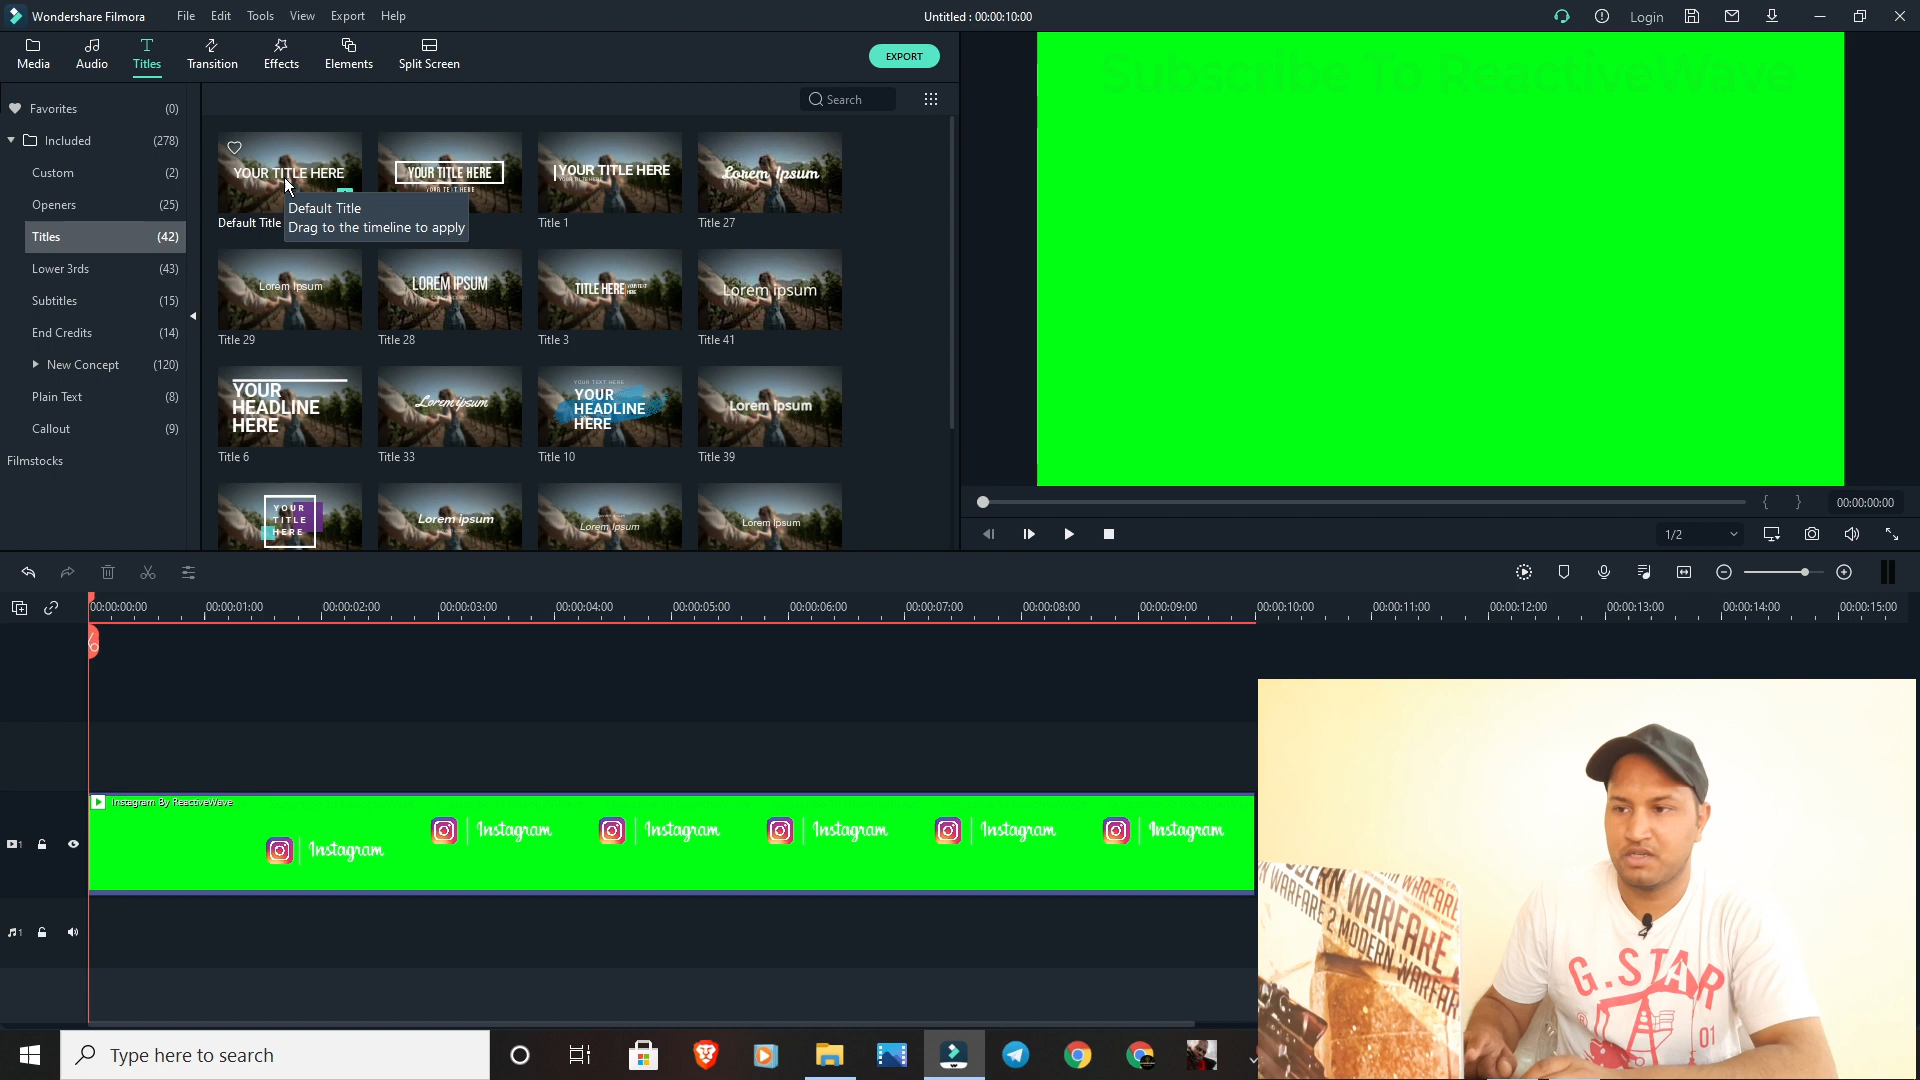 Wondershare Filmora
File Edit Tools View Export Help
Untitled : 00:00:10:00
Login
Media Audio Titles Transition Effects Elements Split Screen
EXPORT
Subscribe To ReactiveWave
Favorites (0)
Included (278)
Custom (2)
Openers (25)
Titles (42)
Lower 3rds (43)
Subtitles (15)
End Credits (14)
New Concept (120)
Plain Text (8)
Callout (9)
Filmstocks
Search
YOUR TITLE HERE
YOUR TITLE HERE
YOUR TITLE HERE
Lorem Ipsum
Default Title
Default Title
Drag to the timeline to apply
Title 1
Title 27
Lorem Ipsum
LOREM IPSUM
TITLE HERE
Lorem ipsum
Title 29
Title 28
Title 3
Title 41
YOUR
HEADLINE
HERE
Lorem ipsum
YOUR TEXT HERE
YOUR
HEADLINE
HERE
Lorem Ipsum
Title 6
Title 33
Title 10
Title 39
YOUR
TITLE
HERE
Lorem ipsum
Lorem Ipsum
Lorem Ipsum
{ }
00:00:00:00
1/2
00:00:00:00 00:00:01:00 00:00:02:00 00:00:03:00 00:00:04:00 00:00:05:00 00:00:06:00 00:00:07:00 00:00:08:00 00:00:09:00 00:00:10:00 00:00:11:00 00:00:12:00 00:00:13:00 00:00:14:00 00:00:15:00
Instagram By ReactiveWave
Instagram
Instagram
Instagram
Instagram
Instagram
Instagram
1
1
MODERN WARFARE
WARFARE 2 MODERN WARFARE
G.STAR
01
Type here to search